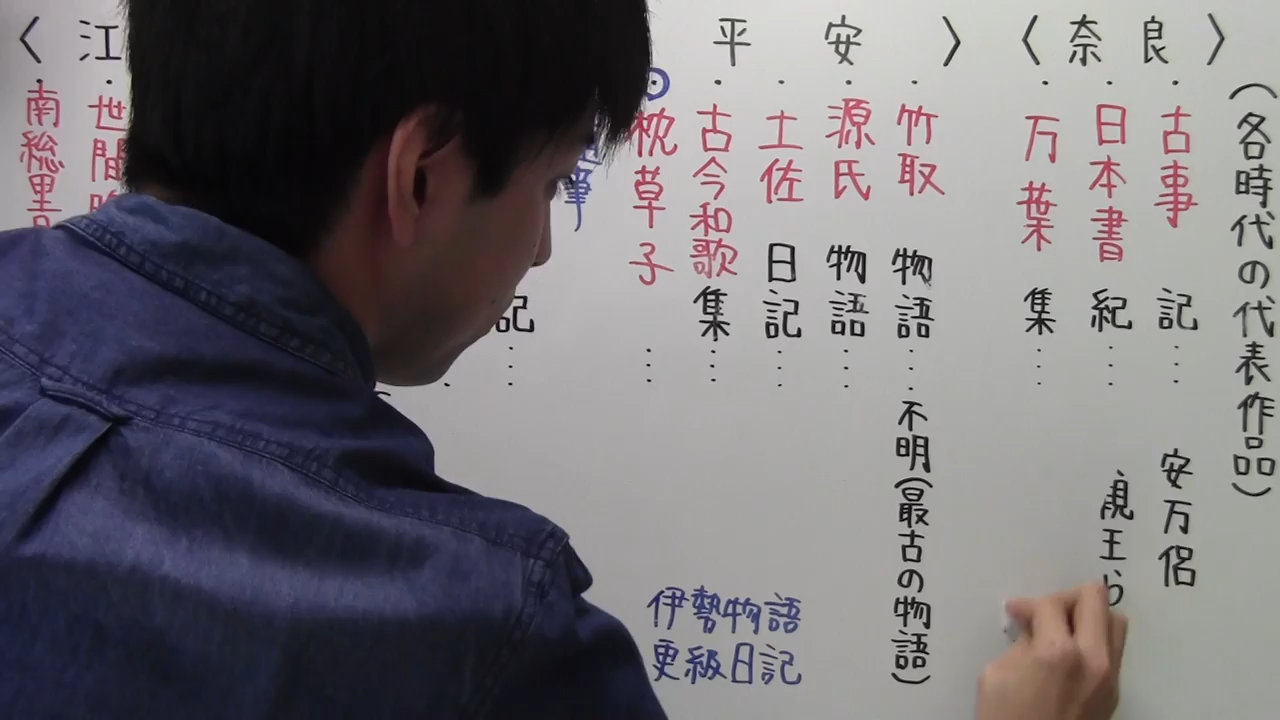 (各時代の代表作品)
〈奈良〉
・古事記… 安万侶
・日本書紀… 親王ら
・万葉集…
平安〉
・竹取物語… 不明(最古の物語)
・源氏物語…
・土佐日記…
・古今和歌集…
・枕草子…
筆
記…
伊勢物語
更級日記
〈江
・世間
・南総里